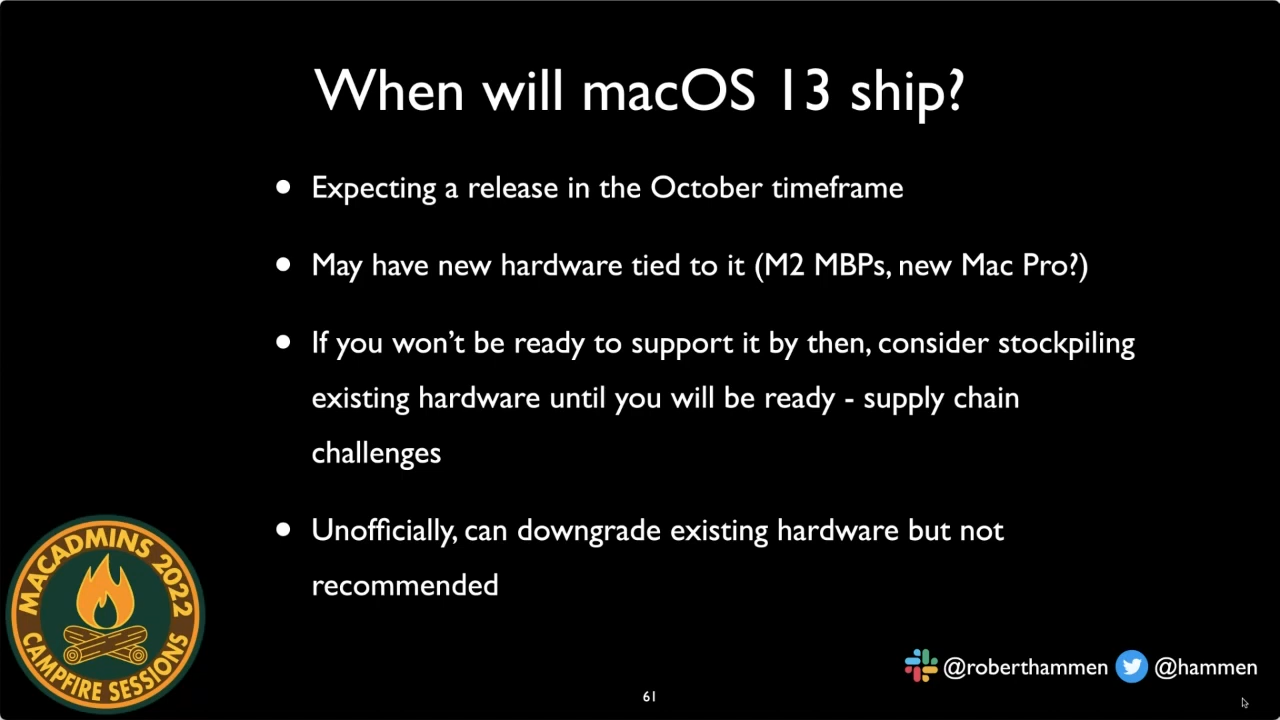 When will macOS 13 ship?
• Expecting a release in the October timeframe
• May have new hardware tied to it (M2 MBPs, new Mac Pro?)
• If you won’t be ready to support it by then, consider stockpiling
existing hardware until you will be ready - supply chain
challenges
• Unofficially, can downgrade existing hardware but not
recommended
MACADMINS 2022
CAMPFIRE SESSIONS
@roberthammen @hammen
61